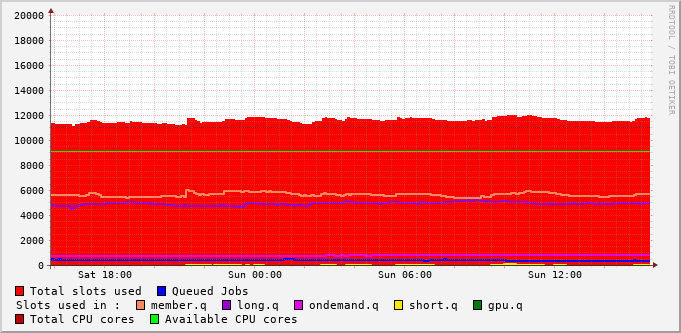 RRDTOOL / TOBI OETIKER
20000
18000
16000
14000
12000
10000
8000
6000
4000
2000
0
Sat 18:00 Sun 00:00 Sun 06:00 Sun 12:00
Total slots used Queued Jobs
Slots used in : member.q long.q ondemand.q short.q gpu.q
Total CPU cores Available CPU cores